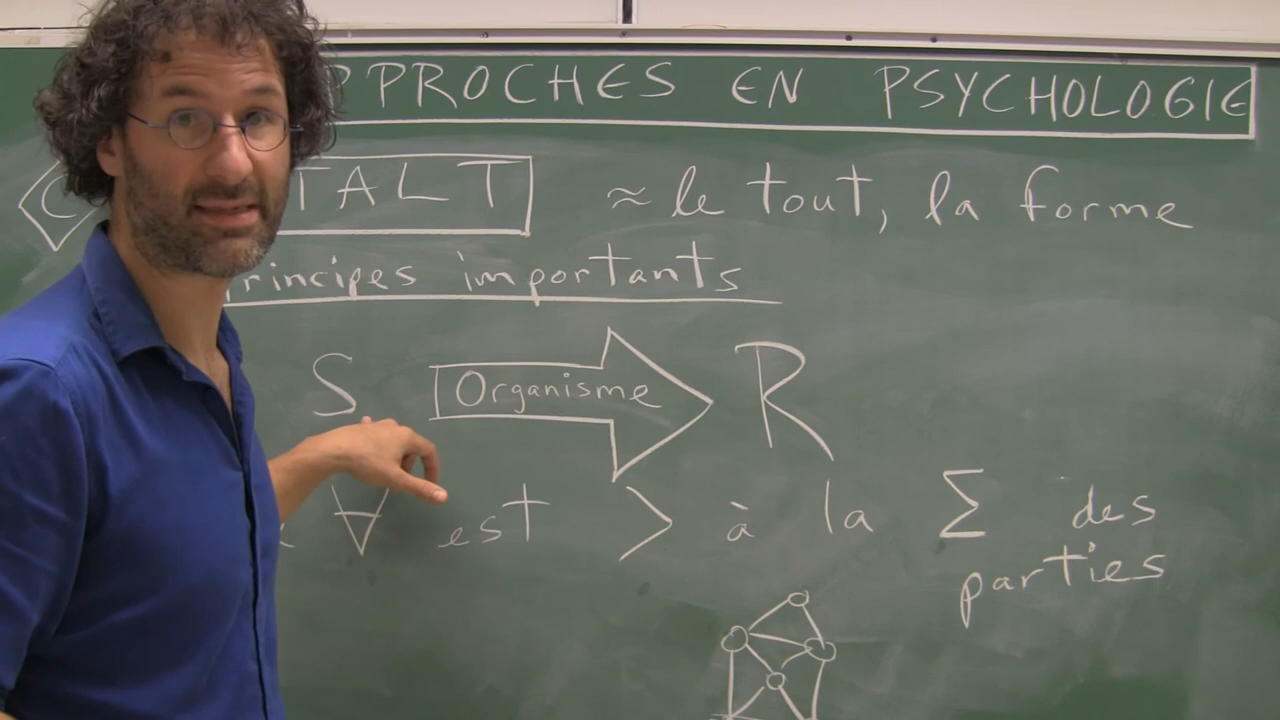 PPROCHES EN PSYCHOLOGIE
TALT ≈ le tout, la forme
rincipes importants
S Organisme R
∀ est > à la Σ des
parties